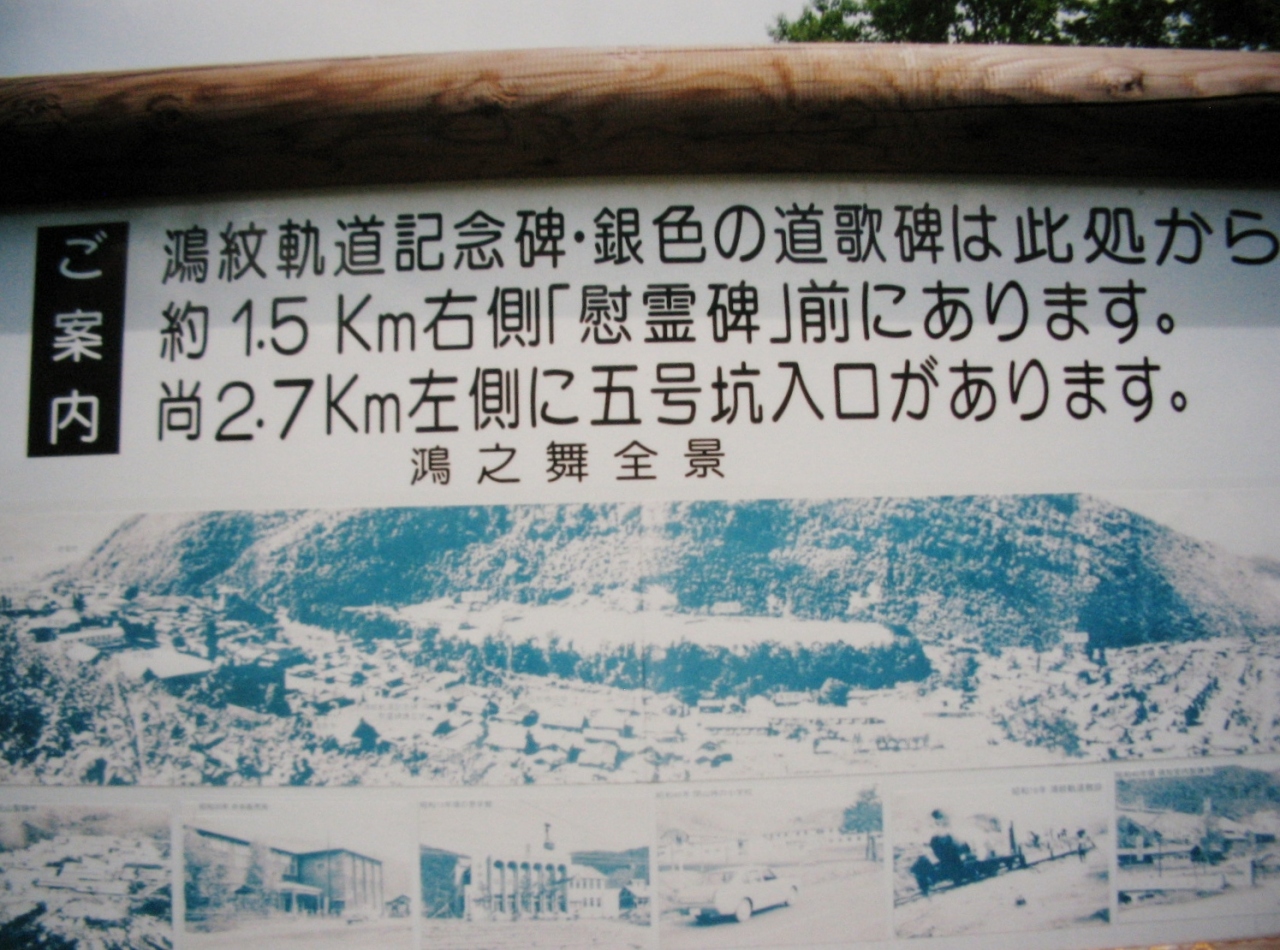 ご案内
鴻紋軌道記念碑・銀色の道歌碑は此処から
約1.5 Km右側「慰霊碑」前にあります。
尚2.7Km左側に五号坑入口があります。
鴻之舞全景